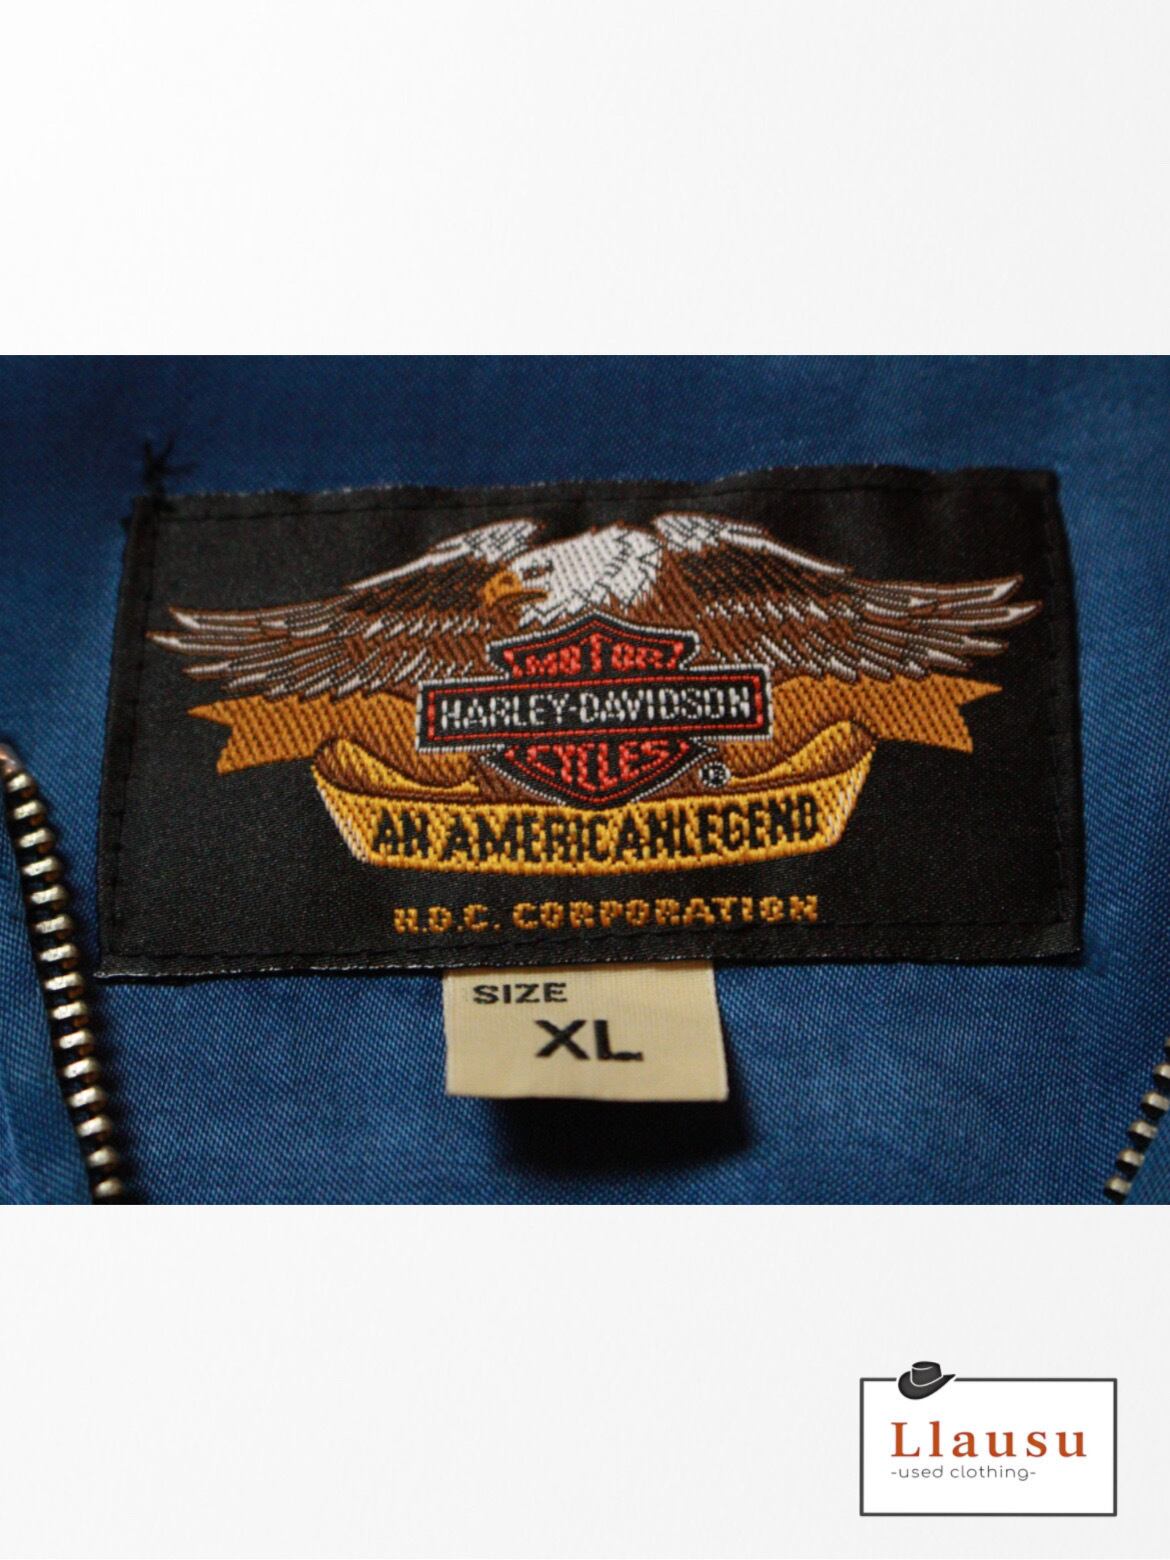 MOTOR
HARLEY-DAVIDSON
CYCLES
®
AN AMERICAN LEGEND
H.D.C. CORPORATION
SIZE
XL
Llausu
-used clothing-